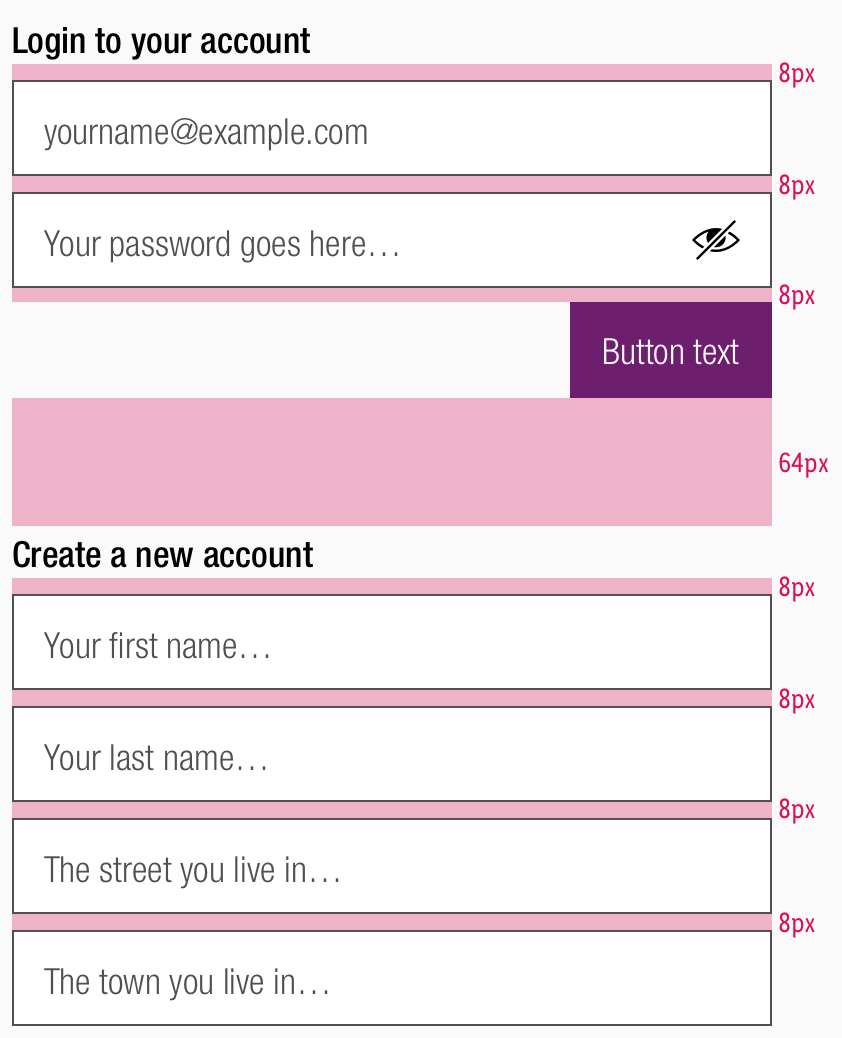 Login to your account
8px
yourname@example.com
8px
Your password goes here…
8px
Button text
64px
Create a new account
8px
Your first name…
8px
Your last name…
8px
The street you live in…
8px
The town you live in…